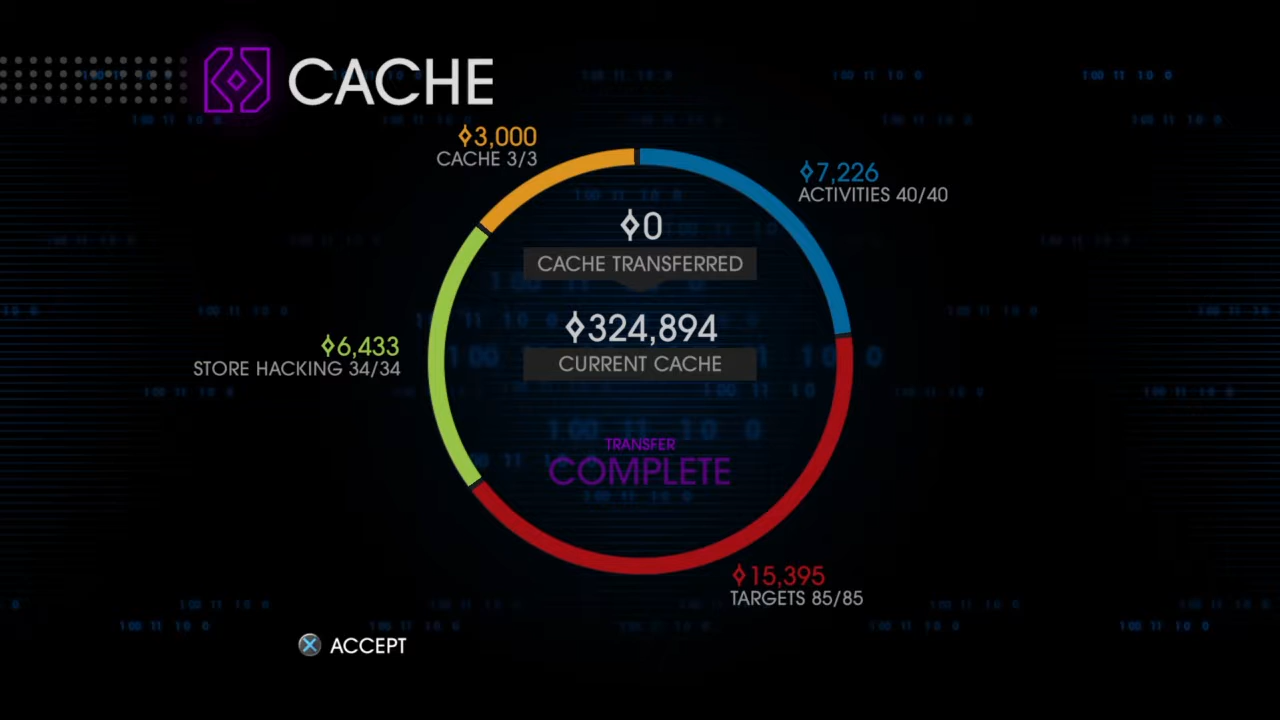 CACHE
3,000
CACHE 3/3
7,226
ACTIVITIES 40/40
0
CACHE TRANSFERRED
324,894
CURRENT CACHE
6,433
STORE HACKING 34/34
TRANSFER
COMPLETE
15,395
TARGETS 85/85
ACCEPT